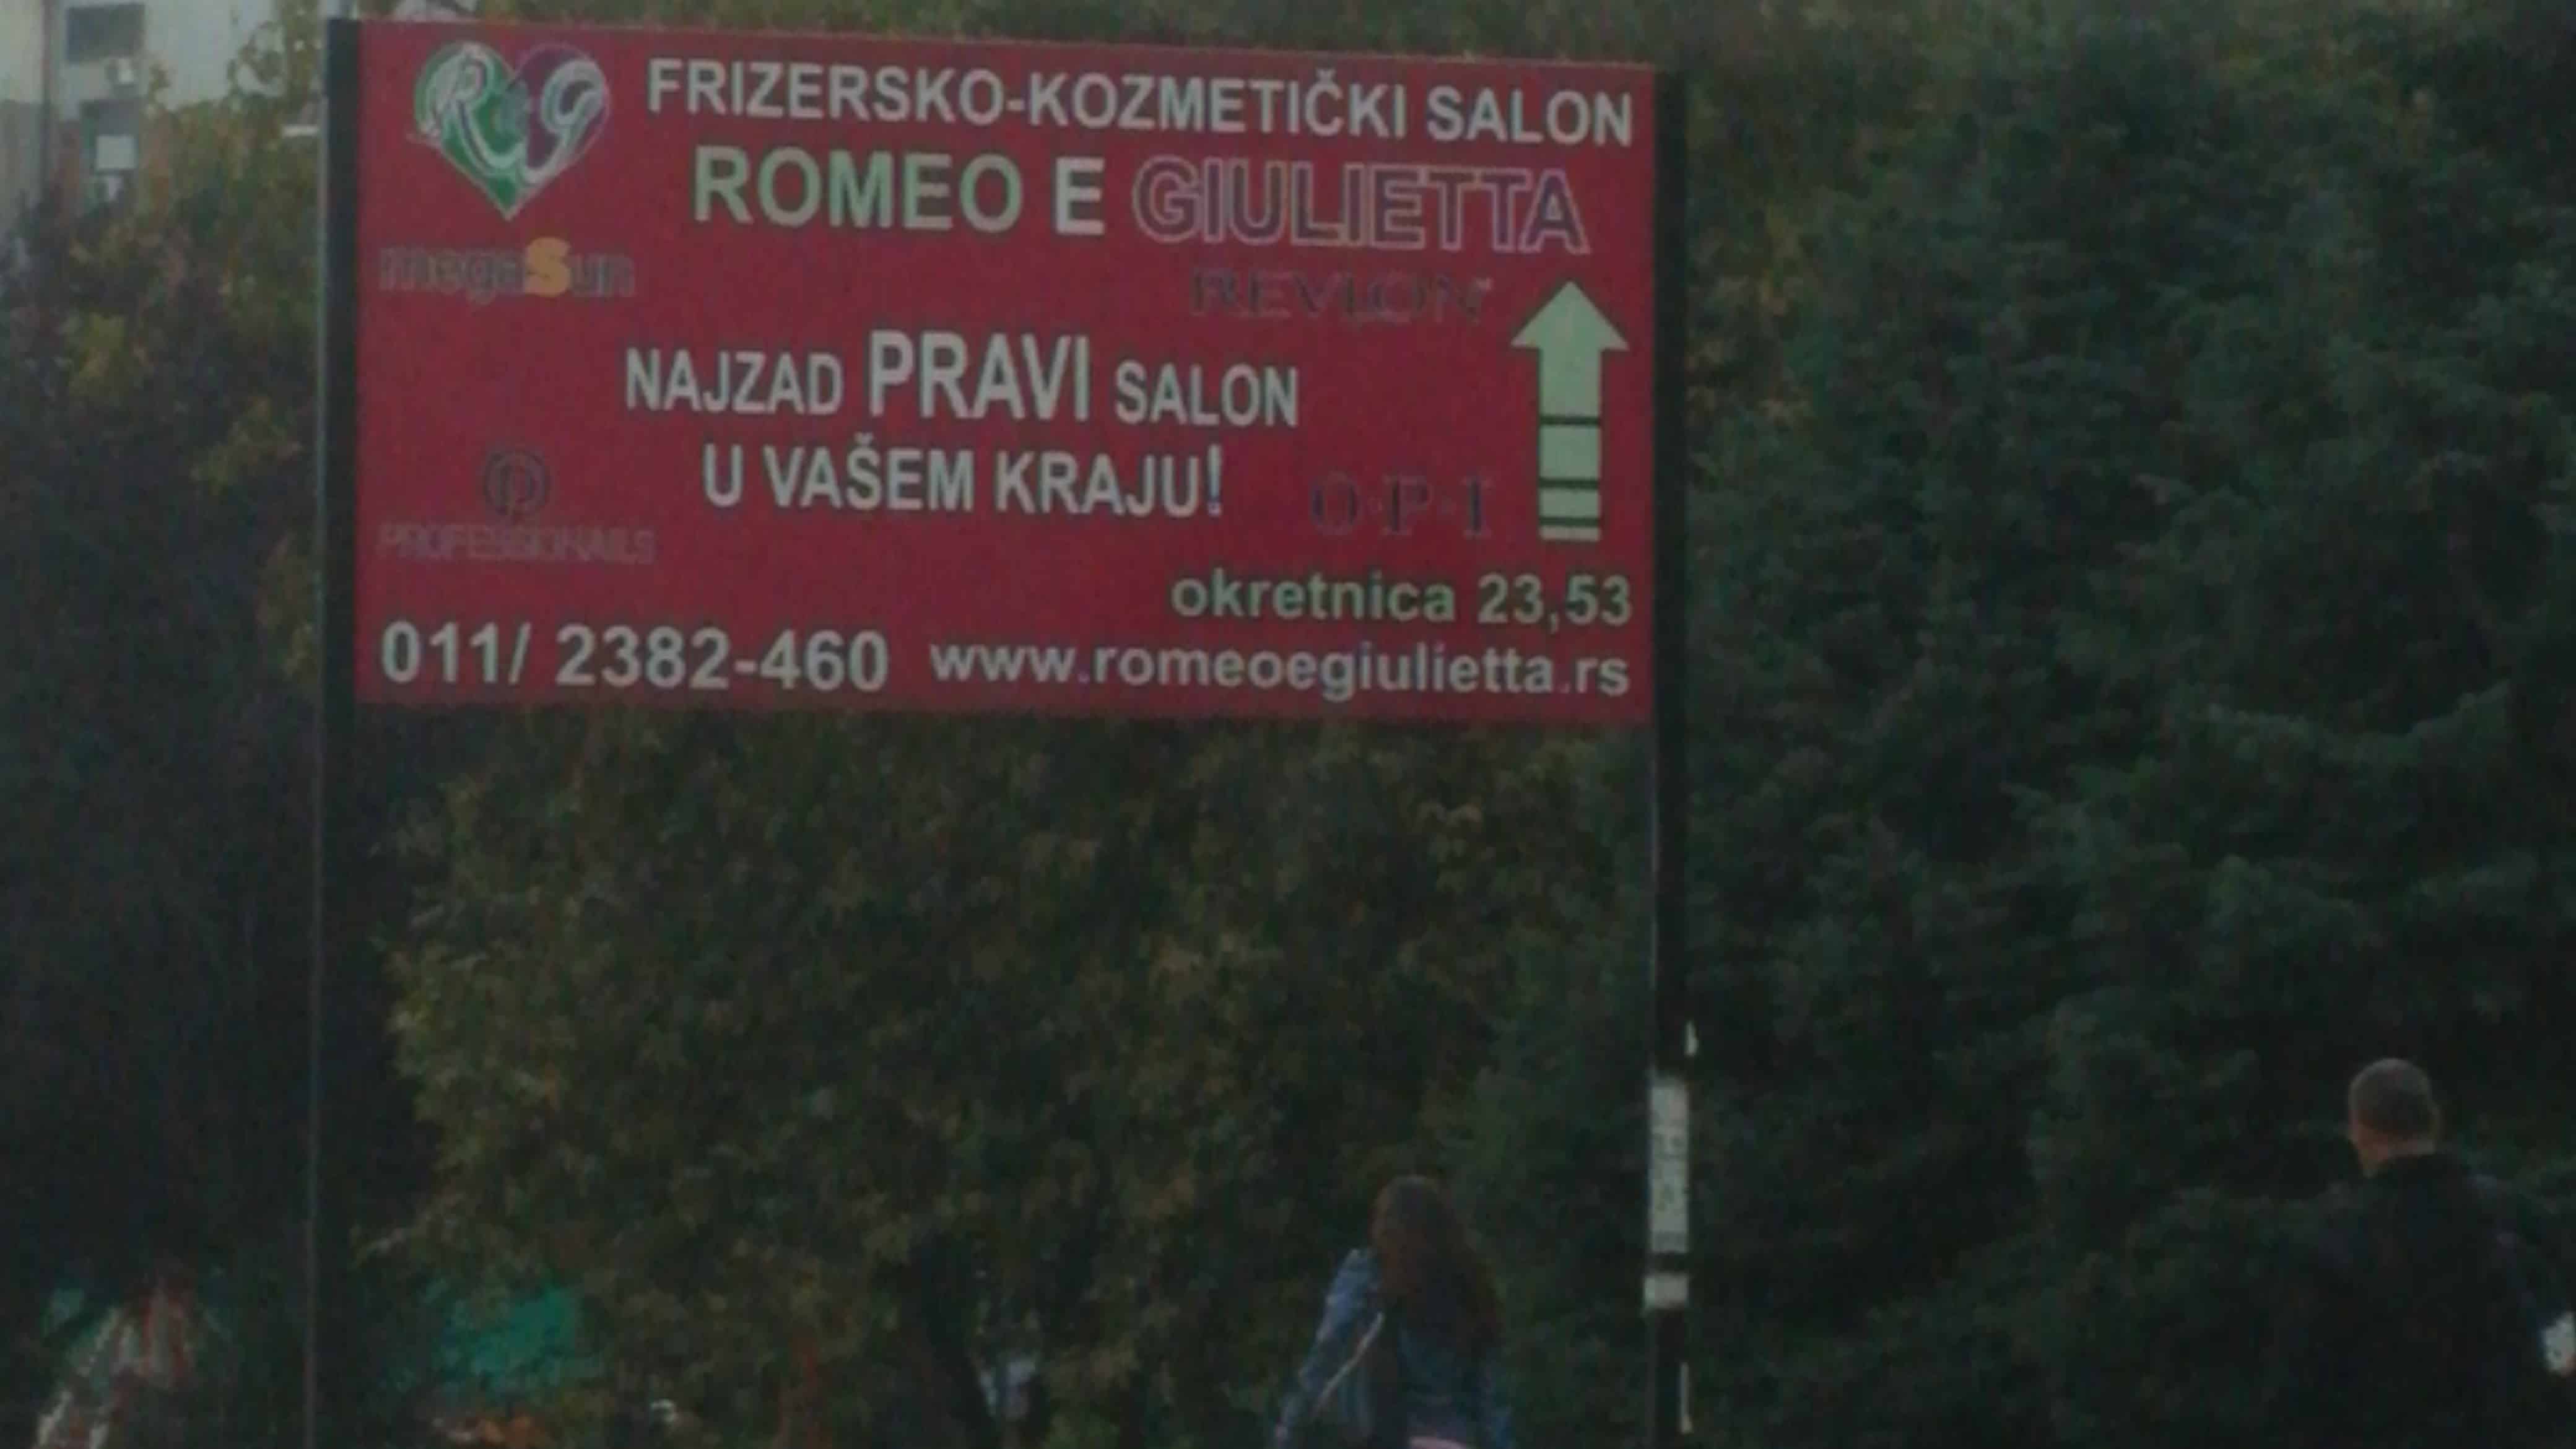 R&G
FRIZERSKO-KOZMETIČKI SALON
ROMEO E GIULIETTA
megaSun
REVLON
NAJZAD PRAVI SALON
U VAŠEM KRAJU!
O·P·I
PROFESSIONAILS
okretnica 23,53
011/ 2382-460 www.romeoegiulietta.rs